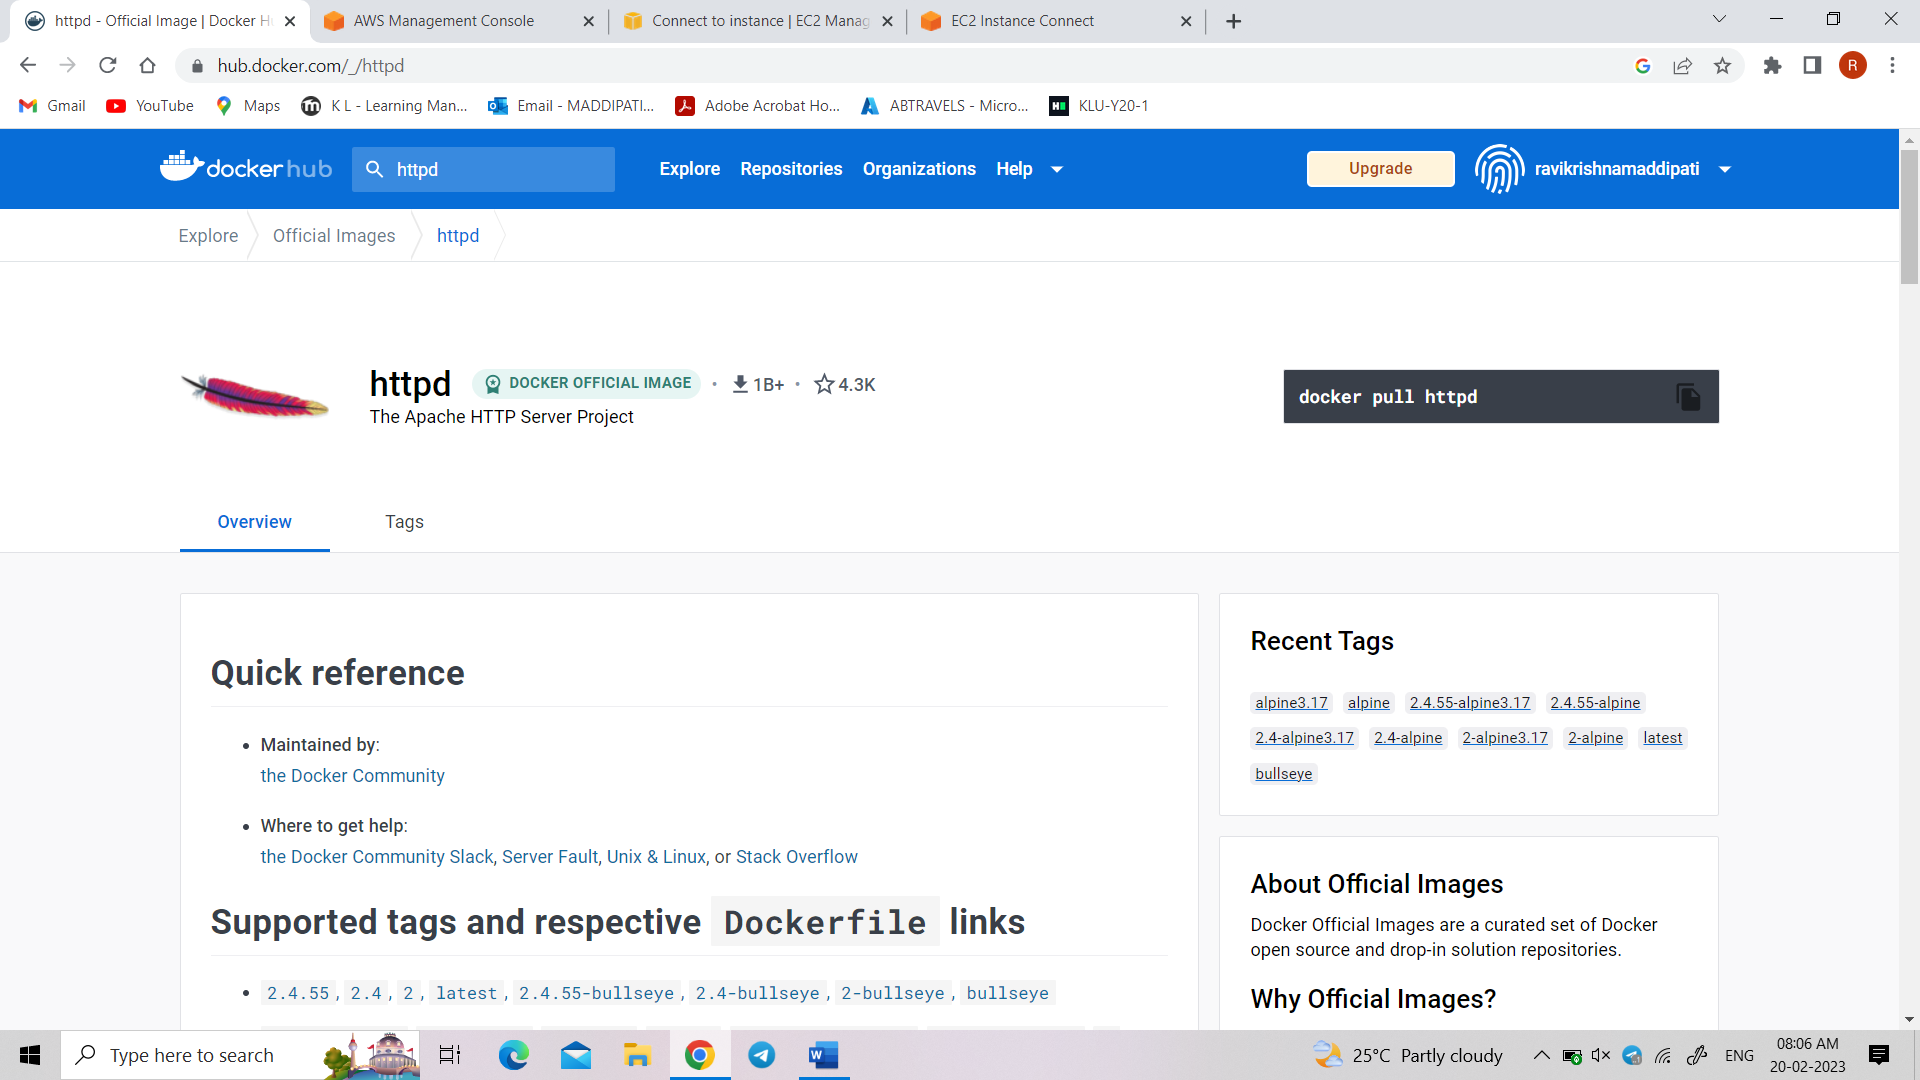 httpd - Official Image | Docker H
AWS Management Console
Connect to instance | EC2 Manag
EC2 Instance Connect
hub.docker.com/_/httpd
R
Gmail
YouTube
Maps
K L - Learning Man...
Email - MADDIPATI...
Adobe Acrobat Ho...
ABTRAVELS - Micro...
KLU-Y20-1
docker hub
httpd
Explore
Repositories
Organizations
Help
Upgrade
ravikrishnamaddipati
Explore
Official Images
httpd
httpd
DOCKER OFFICIAL IMAGE
• 1B+ • 4.3K
The Apache HTTP Server Project
docker pull httpd
Overview
Tags
Quick reference
• Maintained by:
the Docker Community
• Where to get help:
the Docker Community Slack, Server Fault, Unix & Linux, or Stack Overflow
Supported tags and respective Dockerfile links
• 2.4.55, 2.4, 2, latest, 2.4.55-bullseye, 2.4-bullseye, 2-bullseye, bullseye
Recent Tags
alpine3.17 alpine 2.4.55-alpine3.17 2.4.55-alpine
2.4-alpine3.17 2.4-alpine 2-alpine3.17 2-alpine latest
bullseye
About Official Images
Docker Official Images are a curated set of Docker
open source and drop-in solution repositories.
Why Official Images?
Type here to search
25°C Partly cloudy
ENG
08:06 AM
20-02-2023